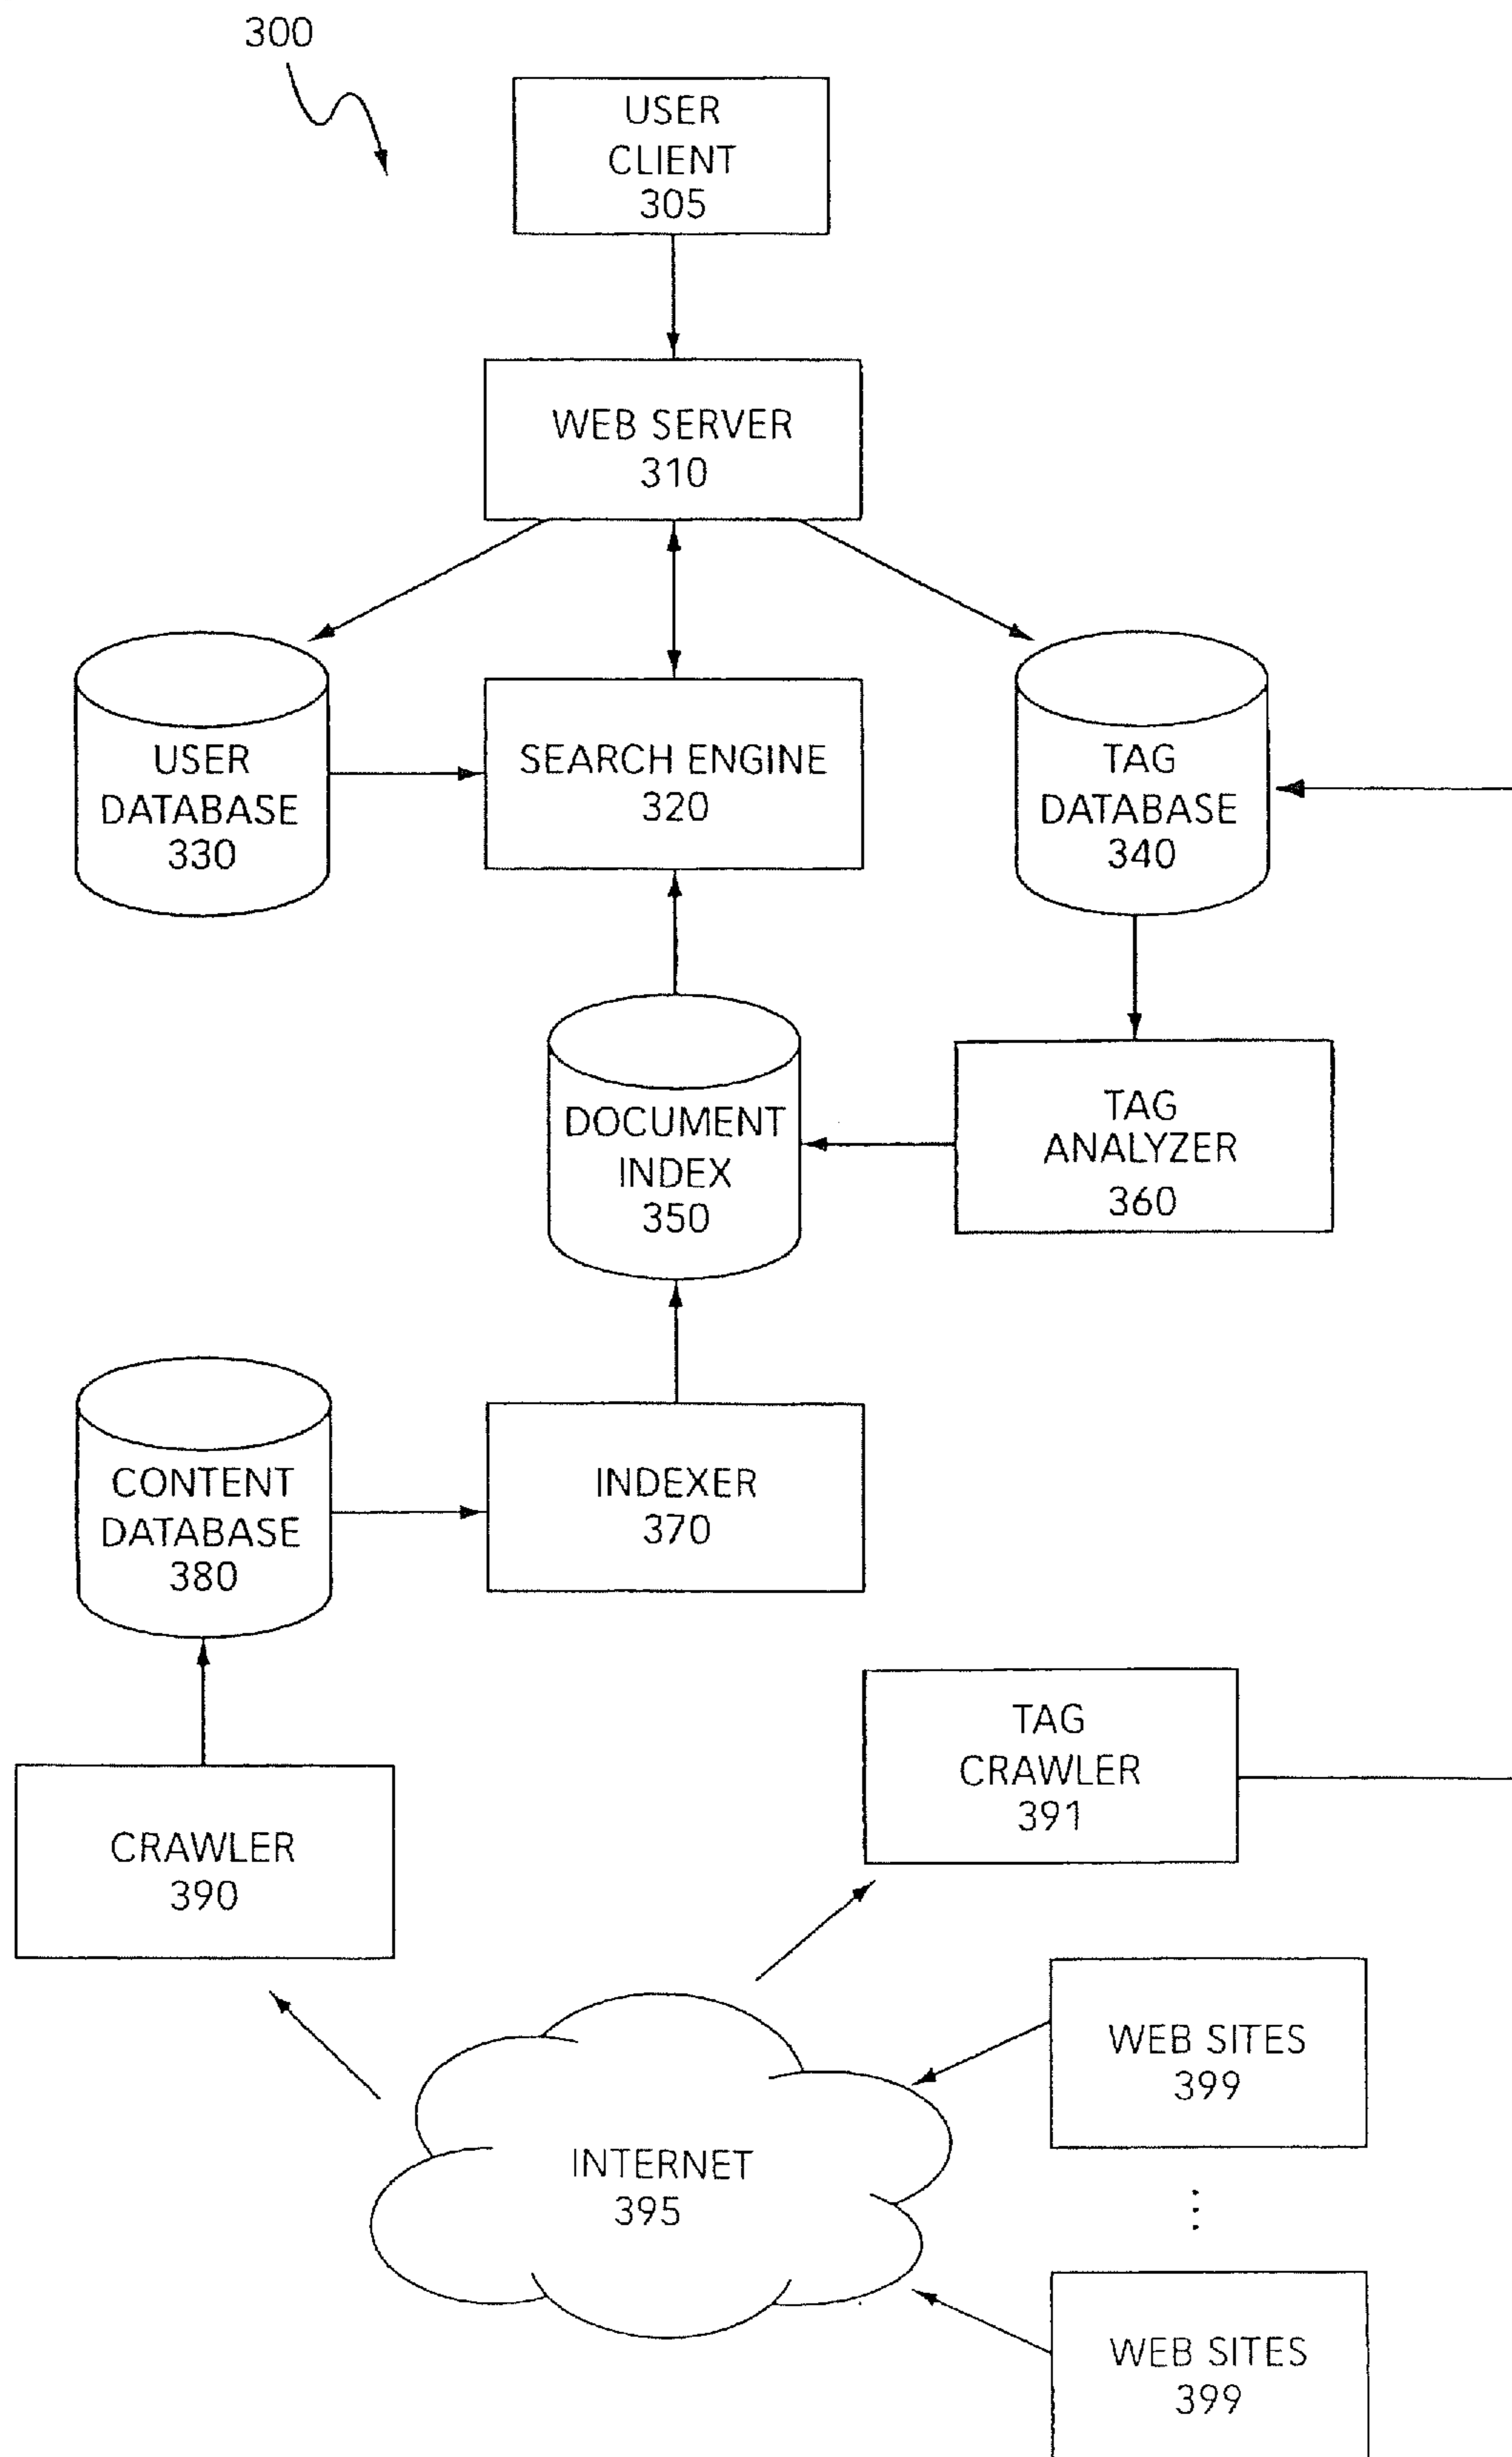 300
USER
CLIENT
305
WEB SERVER
310
USER
DATABASE
330
SEARCH ENGINE
320
TAG
DATABASE
340
DOCUMENT
INDEX
350
TAG
ANALYZER
360
CONTENT
DATABASE
380
INDEXER
370
TAG
CRAWLER
391
CRAWLER
390
WEB SITES
399
INTERNET
395
WEB SITES
399